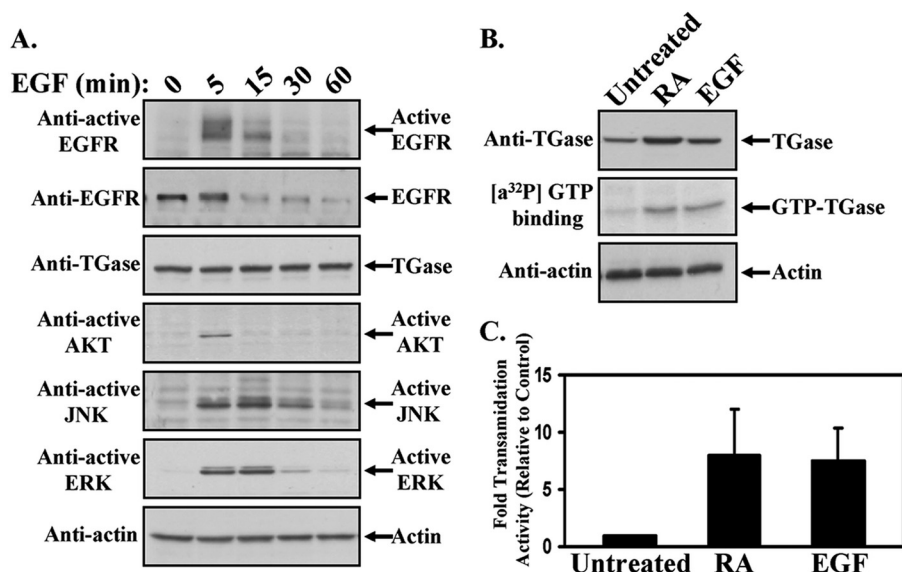 A.
EGF (min): 0 5 15 30 60
Anti-active
EGFR
Active
EGFR
Anti-EGFR
EGFR
Anti-TGase
TGase
Anti-active
AKT
Active
AKT
Anti-active
JNK
Active
JNK
Anti-active
ERK
Active
ERK
Anti-actin
Actin
B.
Untreated RA EGF
Anti-TGase
TGase
[a³²P] GTP
binding
GTP-TGase
Anti-actin
Actin
C.
Fold Transamidation
Activity (Relative to Control)
15
10
5
0
Untreated RA EGF